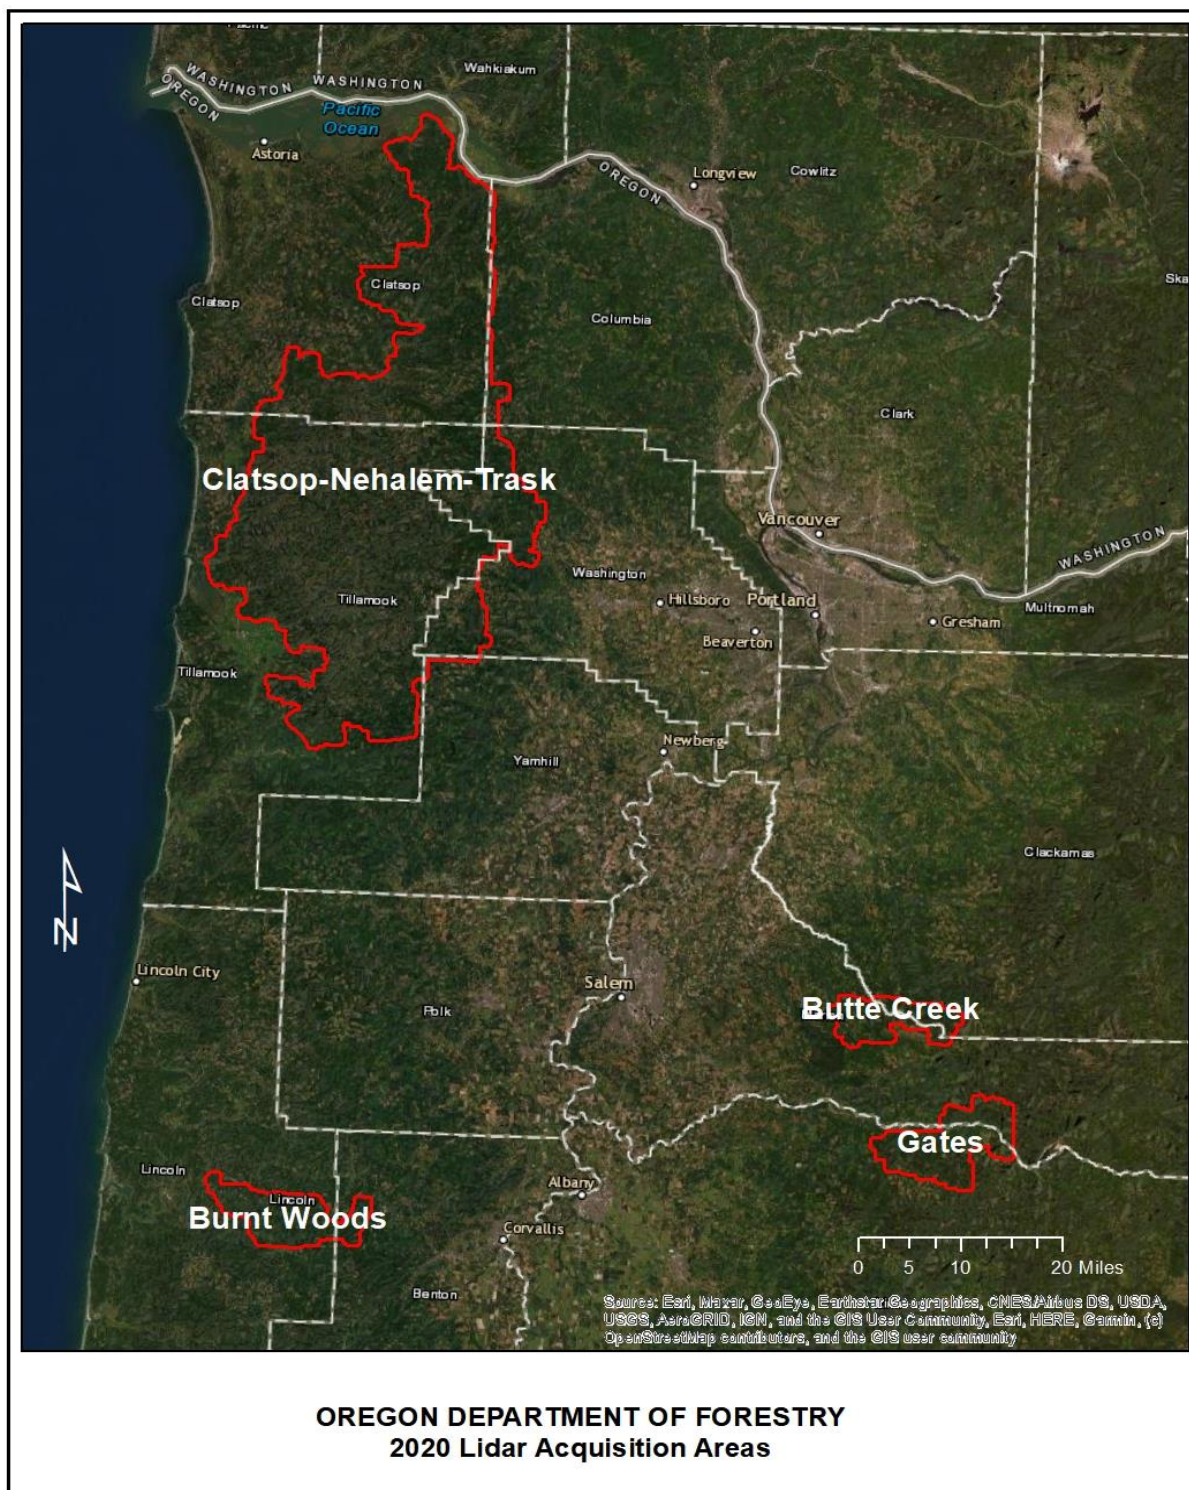 Pacific
Wahkiakum
WASHINGTON
WASHINGTON
OREGON
Pacific
Ocean
Astoria
OREGON
Longview
Cowlitz
Clatsop
Clatsop
Ska
Columbia
Clark
Clatsop-Nehalem-Trask
Vancouver
WASHINGTON
Washington
Tillamook
Hillsboro
Portland
Multnomah
Gresham
Beaverton
Tillamook
Newberg
Yamhill
Clackamas
N
Lincoln City
Salem
Polk
Butte Creek
Gates
Lincoln
Albany
Lincoln
Burnt Woods
Corvallis
Benton
0 5 10 20 Miles
Source: Esri, Maxar, GeoEye, Earthstar Geographics, CNES/Airbus DS, USDA,
USGS, AeroGRID, IGN, and the GIS User Community, Esri, HERE, Garmin, (c)
OpenStreetMap contributors, and the GIS user community
OREGON DEPARTMENT OF FORESTRY
2020 Lidar Acquisition Areas